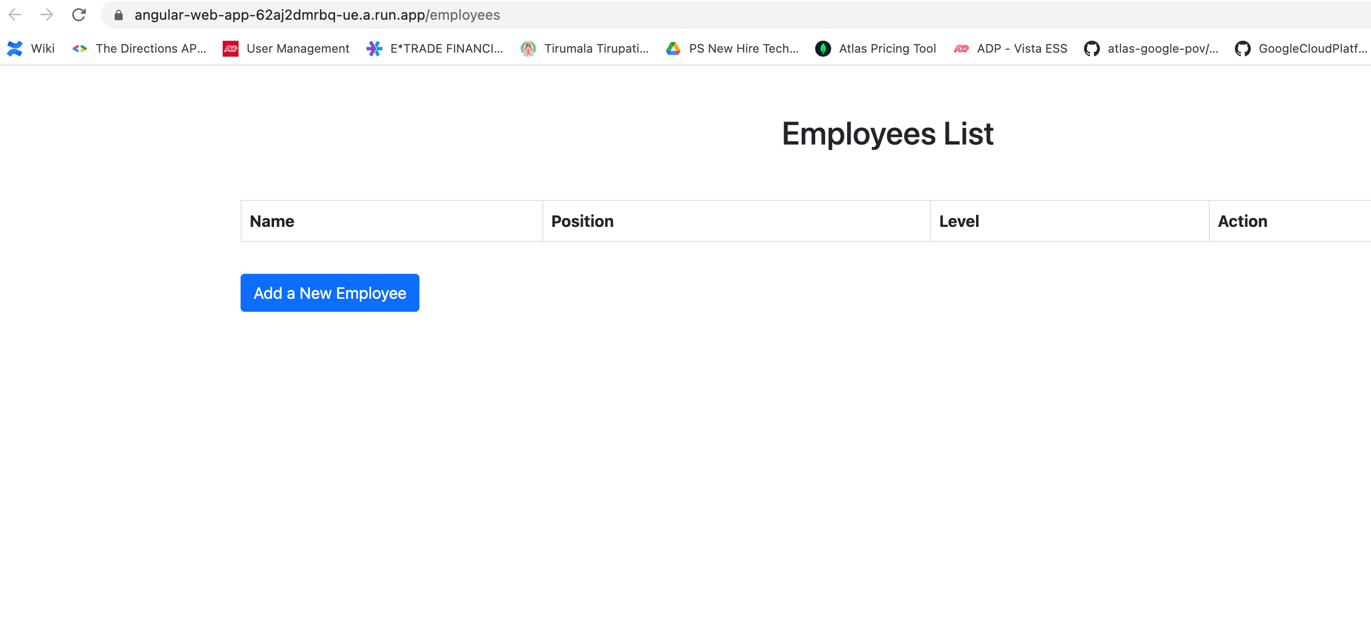 angular-web-app-62aj2dmrbq-ue.a.run.app/employees
Wiki The Directions AP... ADP User Management E*TRADE FINANCI... Tirumala Tirupati... PS New Hire Tech... Atlas Pricing Tool ADP ADP - Vista ESS atlas-google-pov/... GoogleCloudPlatf...
Employees List
Name Position Level Action
Add a New Employee